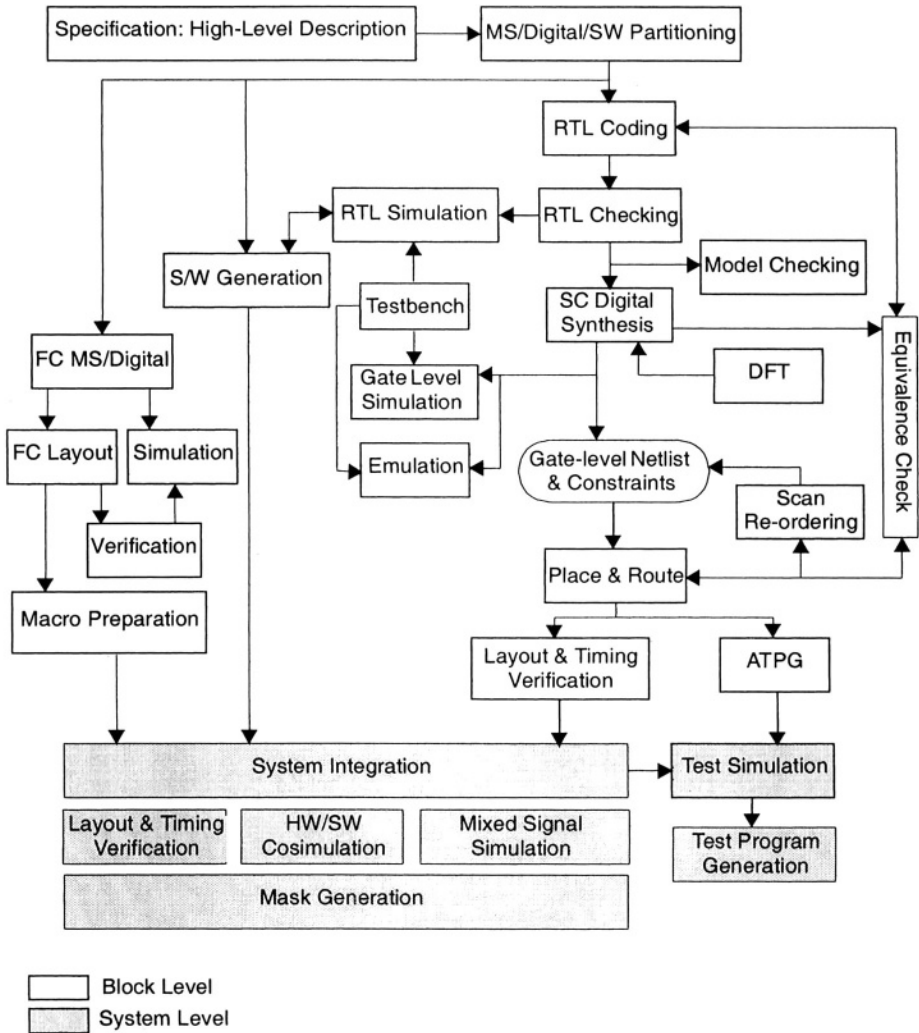 Specification: High-Level Description
MS/Digital/SW Partitioning
RTL Coding
RTL Simulation
RTL Checking
S/W Generation
Model Checking
Testbench
SC Digital
Synthesis
Equivalence Check
FC MS/Digital
Gate Level
Simulation
DFT
FC Layout
Simulation
Emulation
Gate-level Netlist
& Constraints
Scan
Re-ordering
Verification
Place & Route
Macro Preparation
Layout & Timing
Verification
ATPG
System Integration
Test Simulation
Layout & Timing
Verification
HW/SW
Cosimulation
Mixed Signal
Simulation
Test Program
Generation
Mask Generation
Block Level
System Level